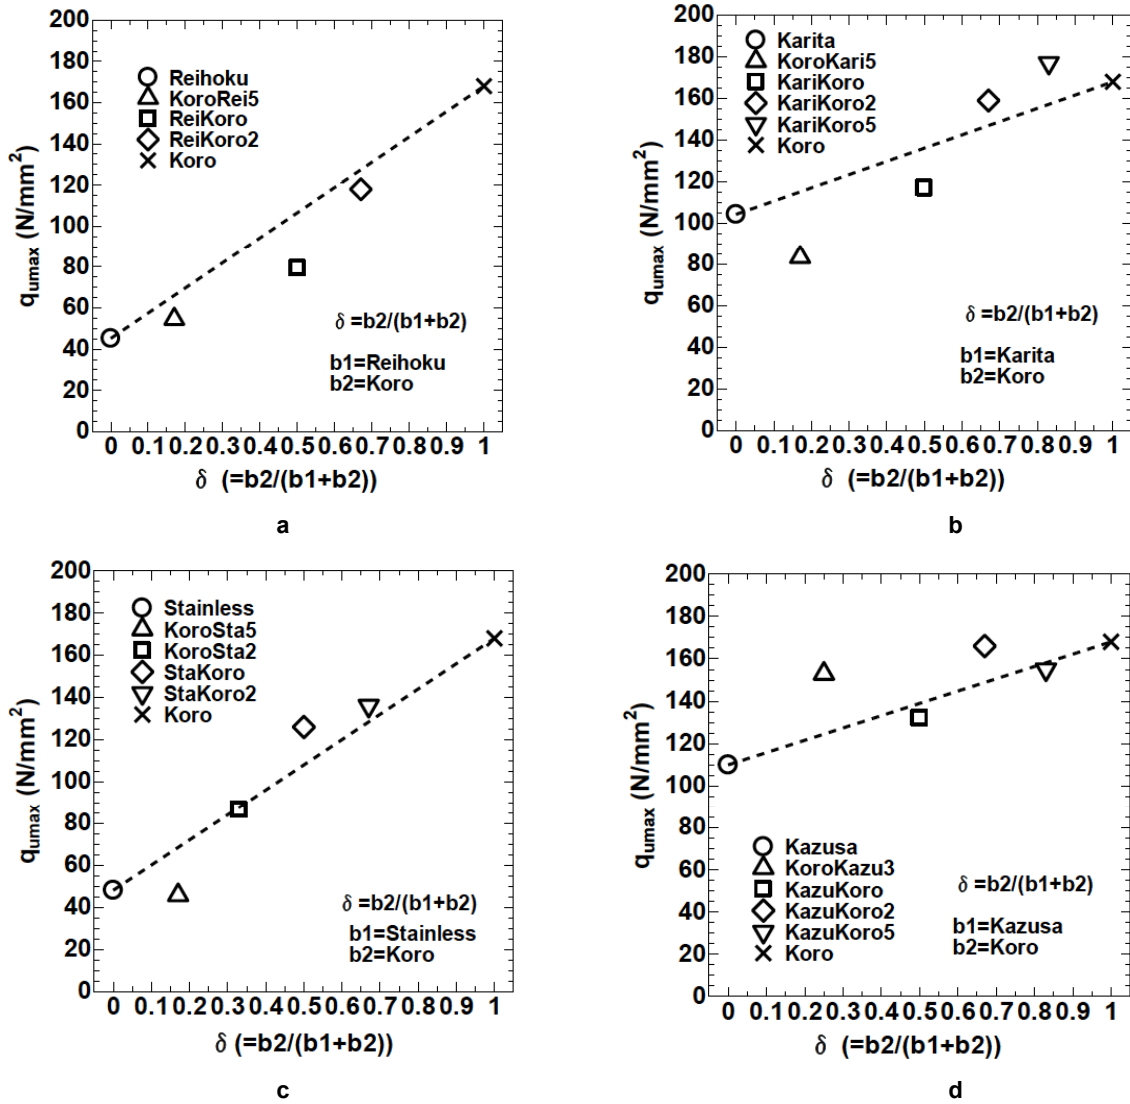 200
180
160
140
120
100
80
60
40
20
0
q_umax (N/mm²)
Reihoku
KoroRei5
ReiKoro
ReiKoro2
Koro
δ =b2/(b1+b2)
b1=Reihoku
b2=Koro
0 0.1 0.2 0.3 0.4 0.5 0.6 0.7 0.8 0.9 1
δ (=b2/(b1+b2))
a
200
180
160
140
120
100
80
60
40
20
0
q_umax (N/mm²)
Karita
KoroKari5
KariKoro
KariKoro2
KariKoro5
Koro
δ =b2/(b1+b2)
b1=Karita
b2=Koro
0 0.1 0.2 0.3 0.4 0.5 0.6 0.7 0.8 0.9 1
δ (=b2/(b1+b2))
b
200
180
160
140
120
100
80
60
40
20
0
q_umax (N/mm²)
Stainless
KoroSta5
KoroSta2
StaKoro
StaKoro2
Koro
δ =b2/(b1+b2)
b1=Stainless
b2=Koro
0 0.1 0.2 0.3 0.4 0.5 0.6 0.7 0.8 0.9 1
δ (=b2/(b1+b2))
c
200
180
160
140
110
100
80
60
40
20
0
q_umax (N/mm²)
Kazusa
KoroKazu3
KazuKoro
KazuKoro2
KazuKoro5
Koro
δ =b2/(b1+b2)
b1=Kazusa
b2=Koro
0 0.1 0.2 0.3 0.4 0.5 0.6 0.7 0.8 0.9 1
δ (=b2/(b1+b2))
d